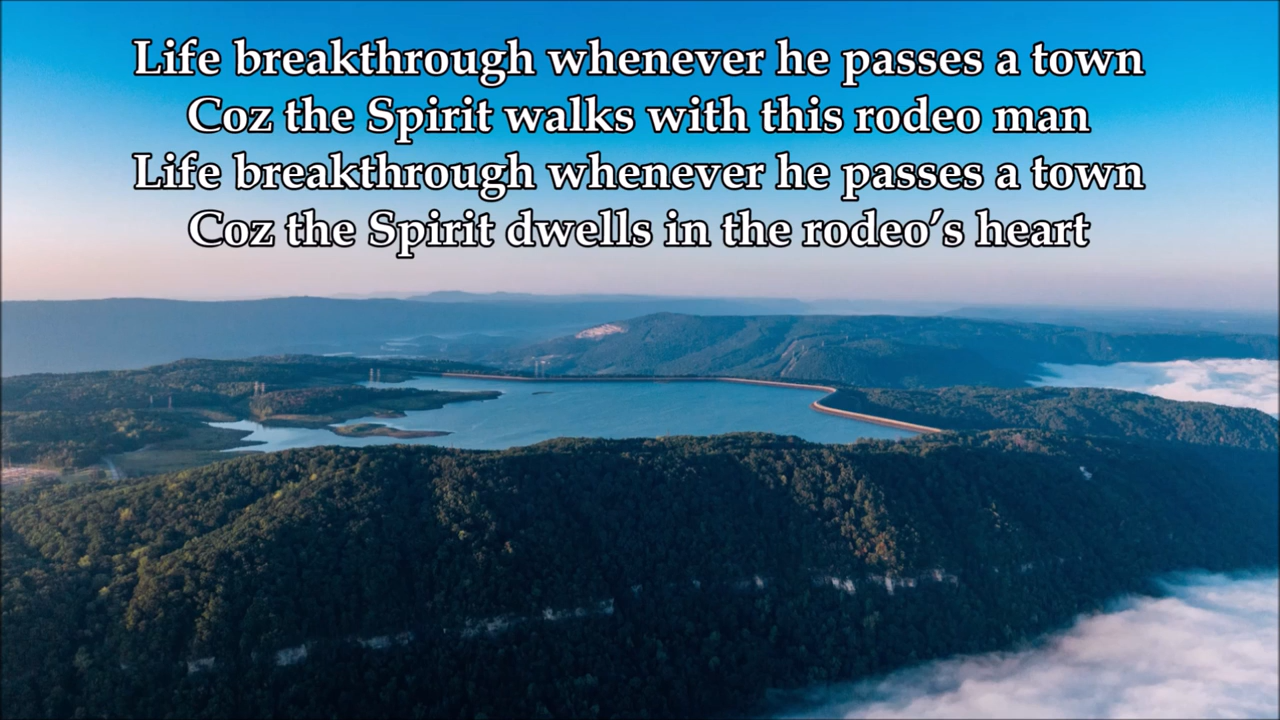 Life breakthrough whenever he passes a town
Coz the Spirit walks with this rodeo man
Life breakthrough whenever he passes a town
Coz the Spirit dwells in the rodeo’s heart